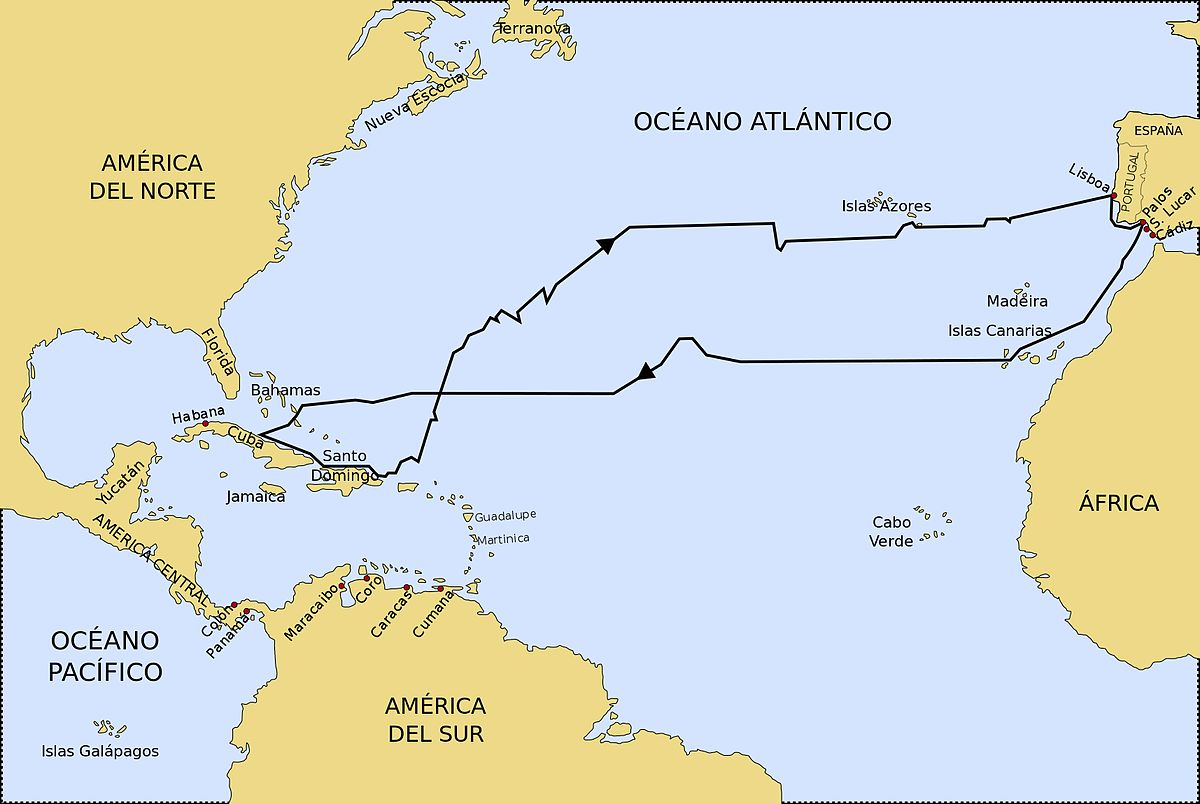 Terranova
Nueva Escocia
OCÉANO ATLÁNTICO
ESPAÑA
PORTUGAL
AMÉRICA
DEL NORTE
Lisboa
Palos
S. Lucar
Cádiz
Islas Azores
Madeira
Islas Canarias
Florida
Bahamas
Habana
Cuba
Santo
Domingo
Yucatán
Jamaica
Guadalupe
Martinica
ÁFRICA
Cabo
Verde
AMÉRICA CENTRAL
Colón
Panamá
Maracaibo
Coro
Caracas
Cumana
OCÉANO
PACÍFICO
AMÉRICA
DEL SUR
Islas Galápagos